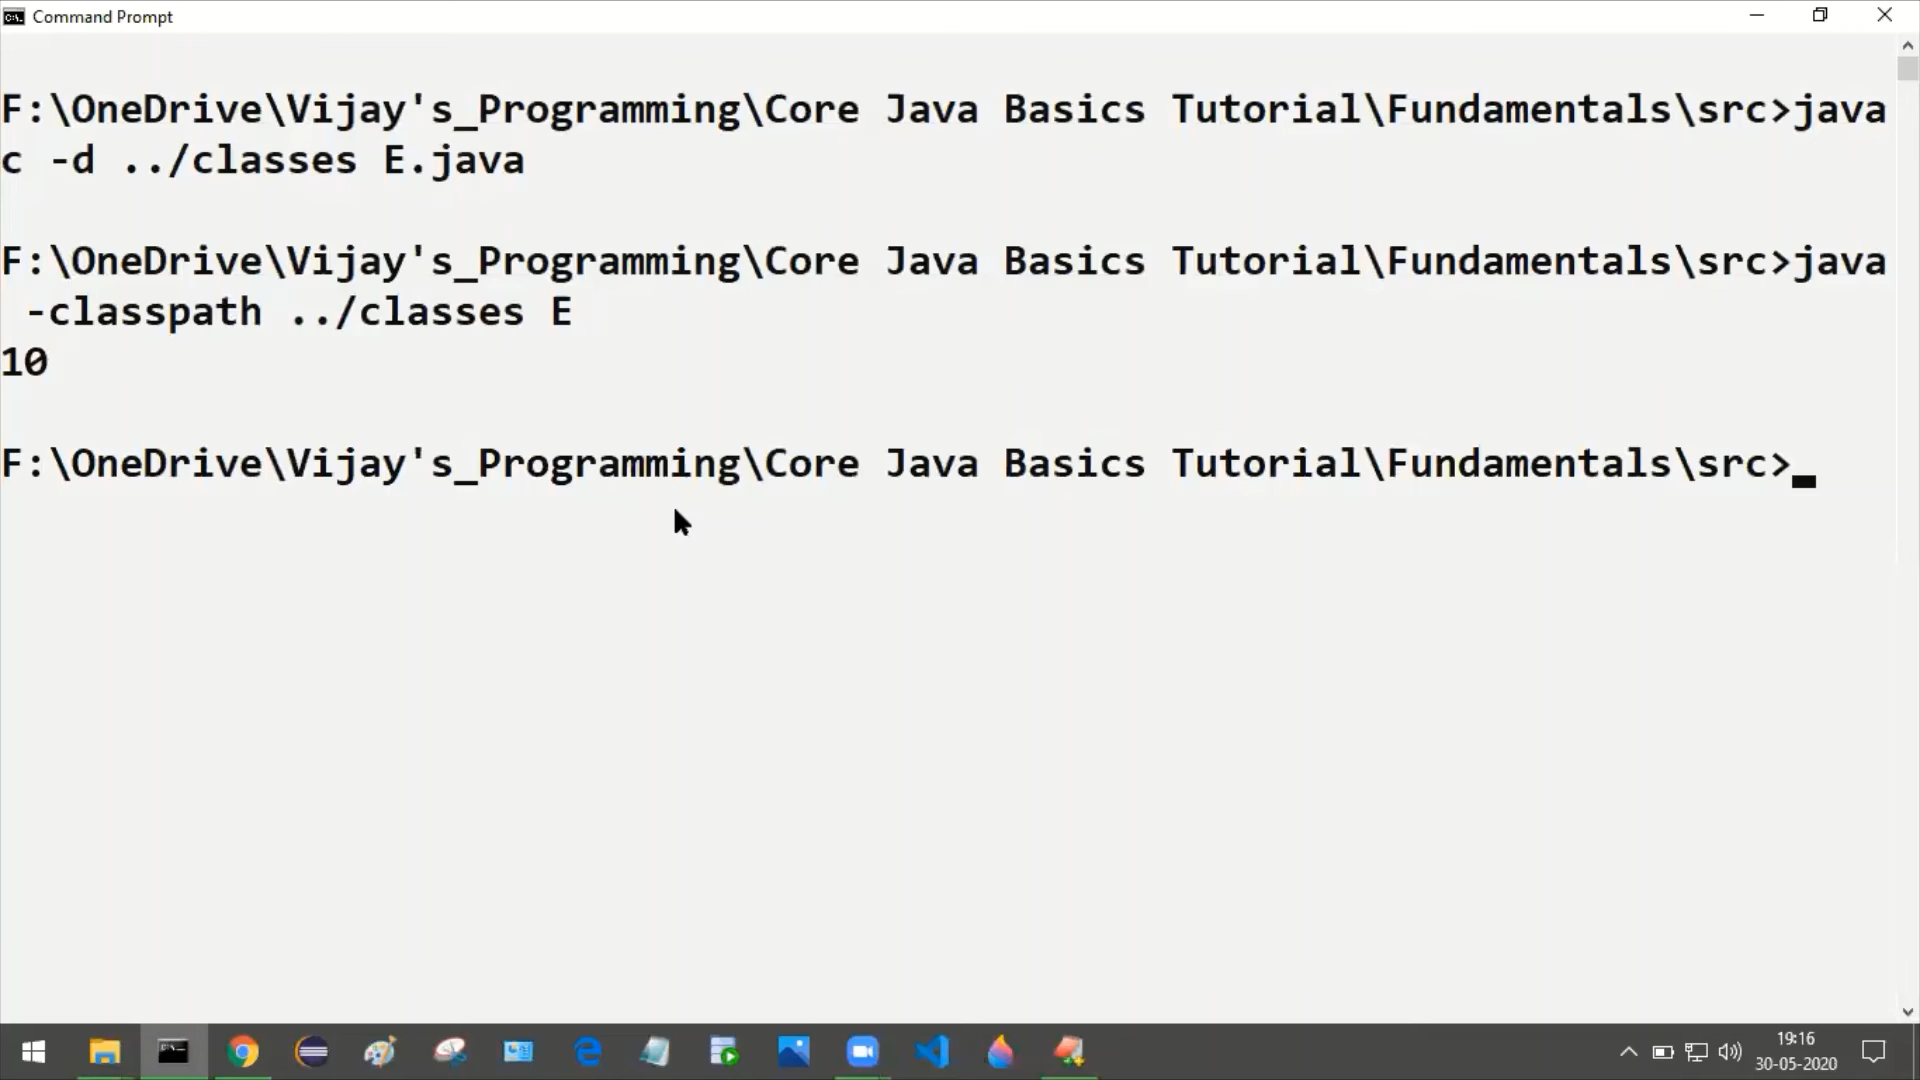 Command Prompt
F:\OneDrive\Vijay's_Programming\Core Java Basics Tutorial\Fundamentals\src>java
c -d ../classes E.java
F:\OneDrive\Vijay's_Programming\Core Java Basics Tutorial\Fundamentals\src>java
 -classpath ../classes E
10
F:\OneDrive\Vijay's_Programming\Core Java Basics Tutorial\Fundamentals\src>
19:16
30-05-2020